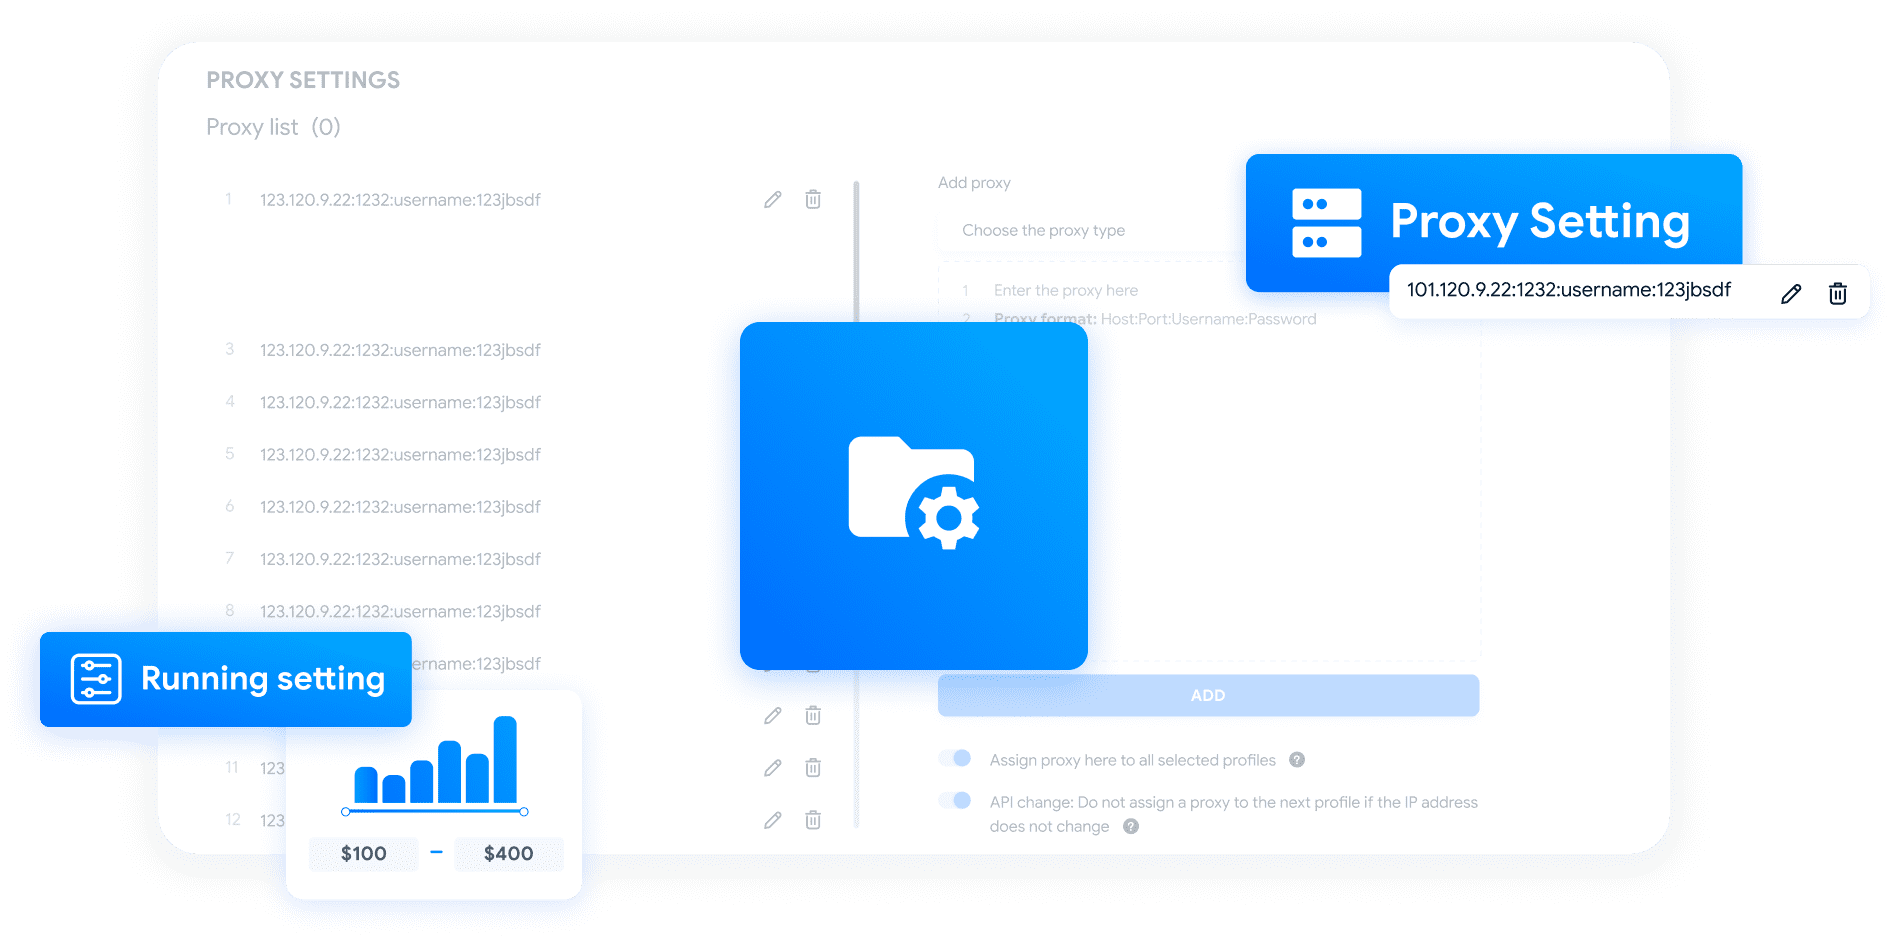 PROXY SETTINGS
Proxy list (0)
1 123.120.9.22:1232:username:123jbsdf
3 123.120.9.22:1232:username:123jbsdf
4 123.120.9.22:1232:username:123jbsdf
5 123.120.9.22:1232:username:123jbsdf
6 123.120.9.22:1232:username:123jbsdf
7 123.120.9.22:1232:username:123jbsdf
8 123.120.9.22:1232:username:123jbsdf
ername:123jbsdf
11 123
12 123
Running setting
$100 – $400
Add proxy
Choose the proxy type
1 Enter the proxy here
2 Proxy format: Host:Port:Username:Password
Proxy Setting
101.120.9.22:1232:username:123jbsdf
ADD
Assign proxy here to all selected profiles ?
API change: Do not assign a proxy to the next profile if the IP address
does not change ?